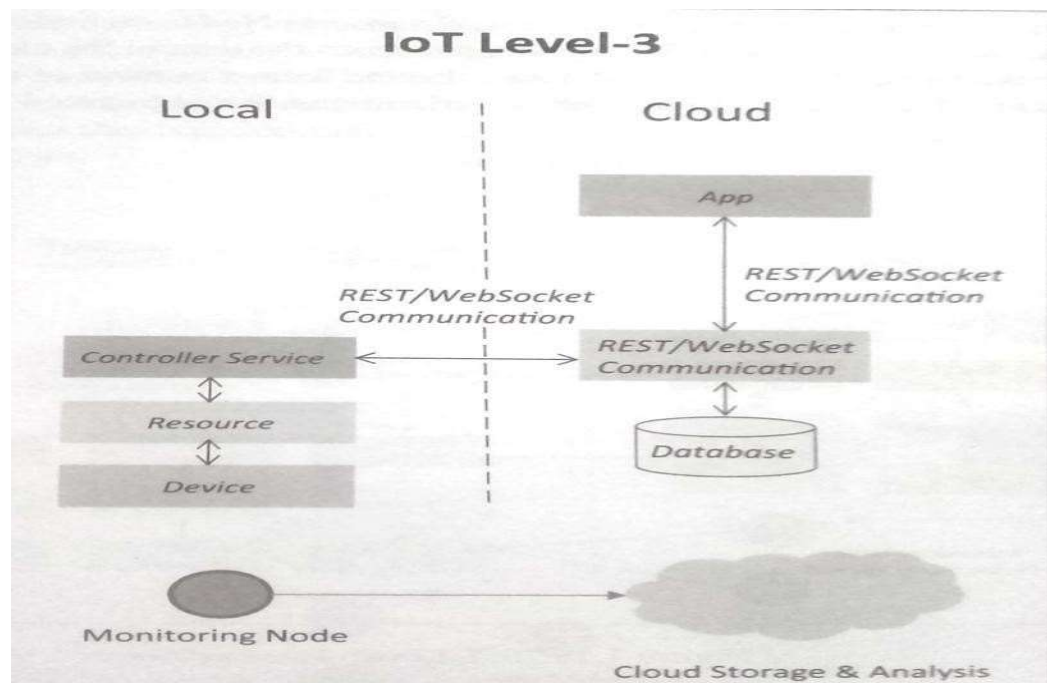 IoT Level-3
Local
Cloud
App
REST/WebSocket
Communication
REST/WebSocket
Communication
Controller Service
REST/WebSocket
Communication
Resource
Database
Device
Monitoring Node
Cloud Storage & Analysis